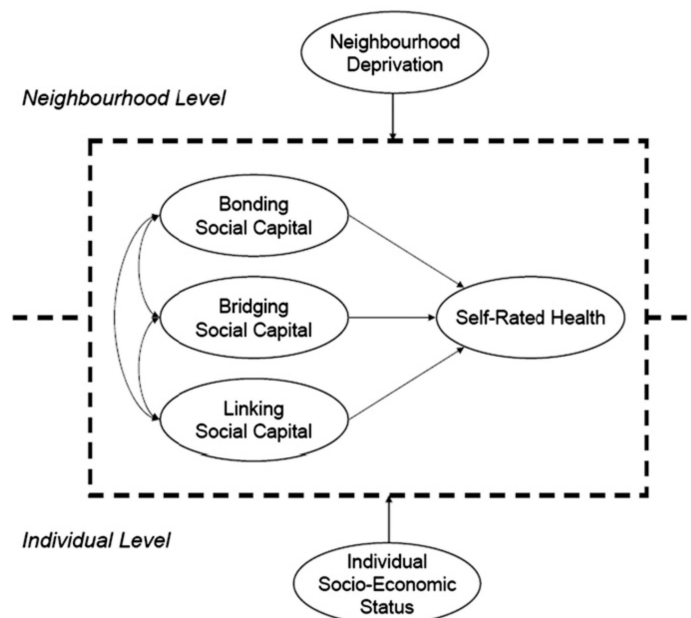 Neighbourhood
Deprivation
Neighbourhood Level
Bonding
Social Capital
Bridging
Social Capital
Self-Rated Health
Linking
Social Capital
Individual Level
Individual
Socio-Economic
Status